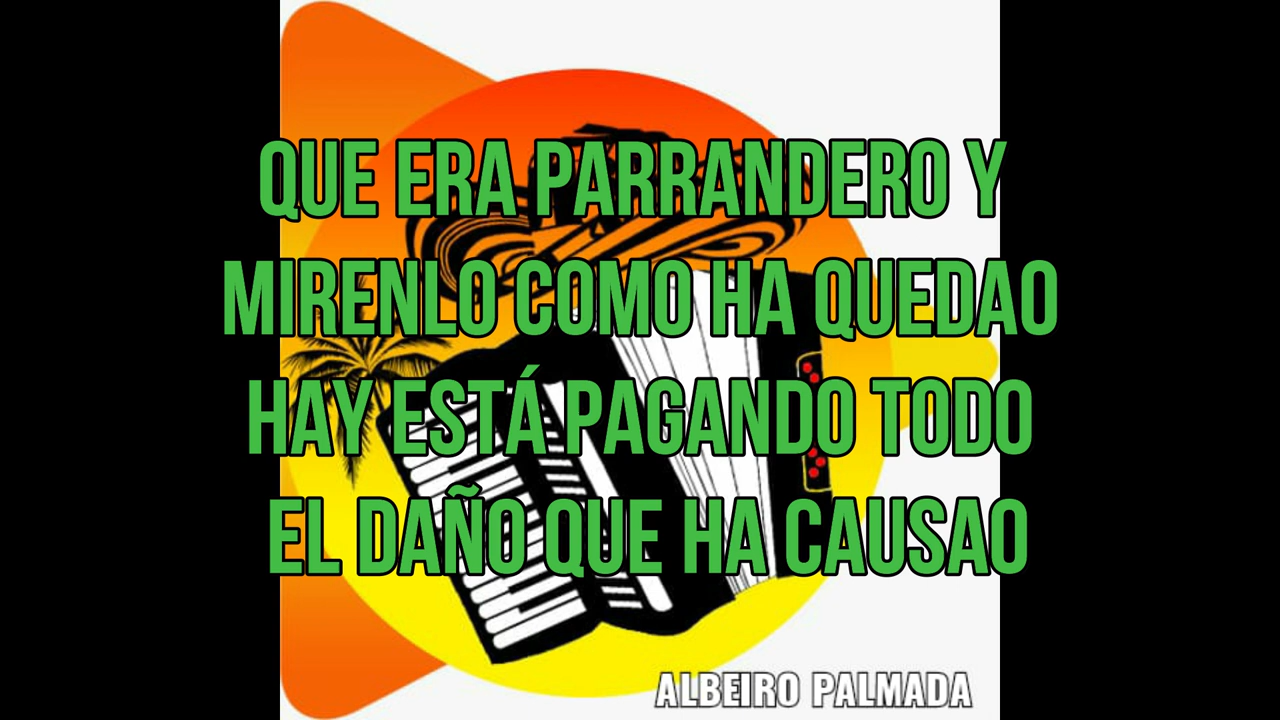 QUE ERA PARRANDERO Y
MIRENLO COMO HA QUEDAO
HAY ESTÁ PAGANDO TODO
EL DAÑO QUE HA CAUSAO
ALBEIRO PALMADA